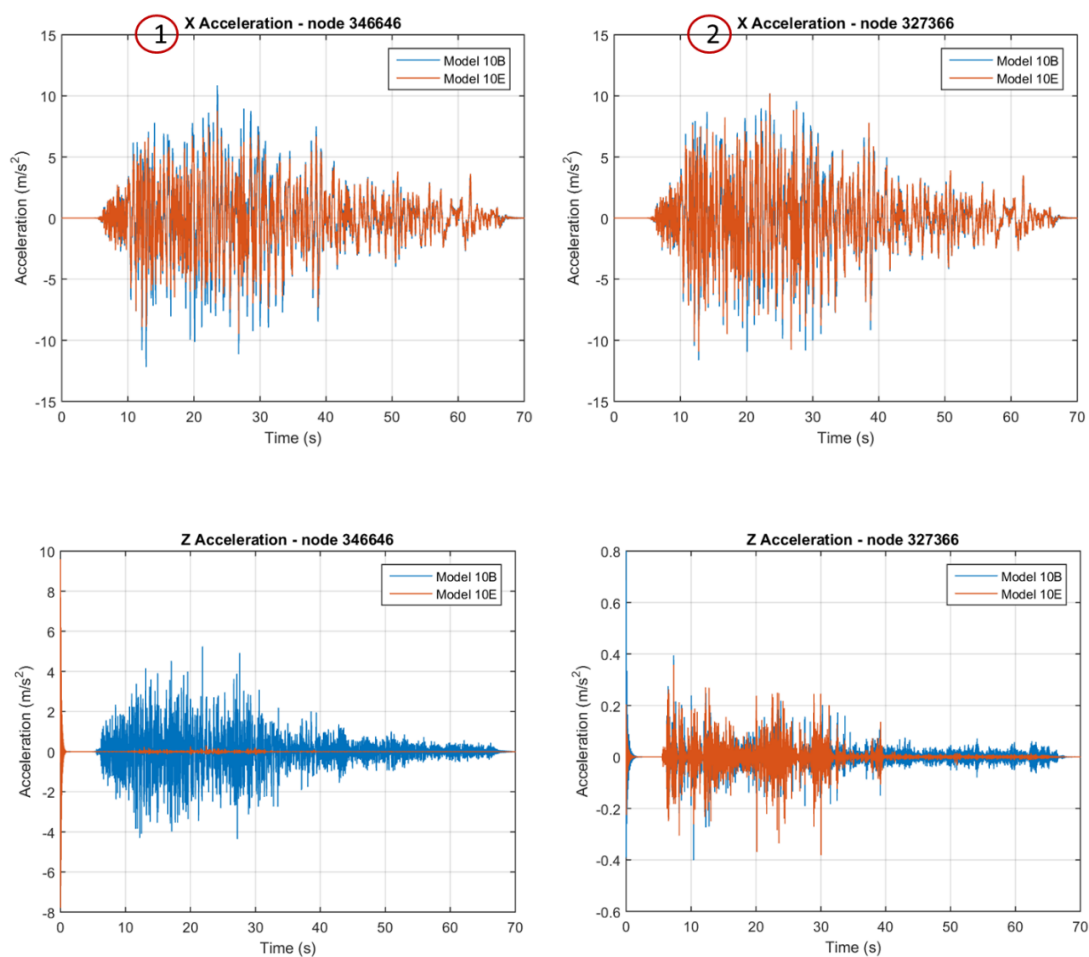 1
X Acceleration - node 346646
15
10
5
0
-5
-10
-15
Acceleration (m/s²)
Model 10B
Model 10E
0 10 20 30 40 50 60 70
Time (s)
2
X Acceleration - node 327366
15
10
5
0
-5
-10
-15
Acceleration (m/s²)
Model 10B
Model 10E
0 10 20 30 40 50 60 70
Time (s)
Z Acceleration - node 346646
10
8
6
4
2
0
-2
-4
-6
-8
Acceleration (m/s²)
Model 10B
Model 10E
0 10 20 30 40 50 60 70
Time (s)
Z Acceleration - node 327366
0.8
0.6
0.4
0.2
0
-0.2
-0.4
-0.6
Acceleration (m/s²)
Model 10B
Model 10E
0 10 20 30 40 50 60 70
Time (s)